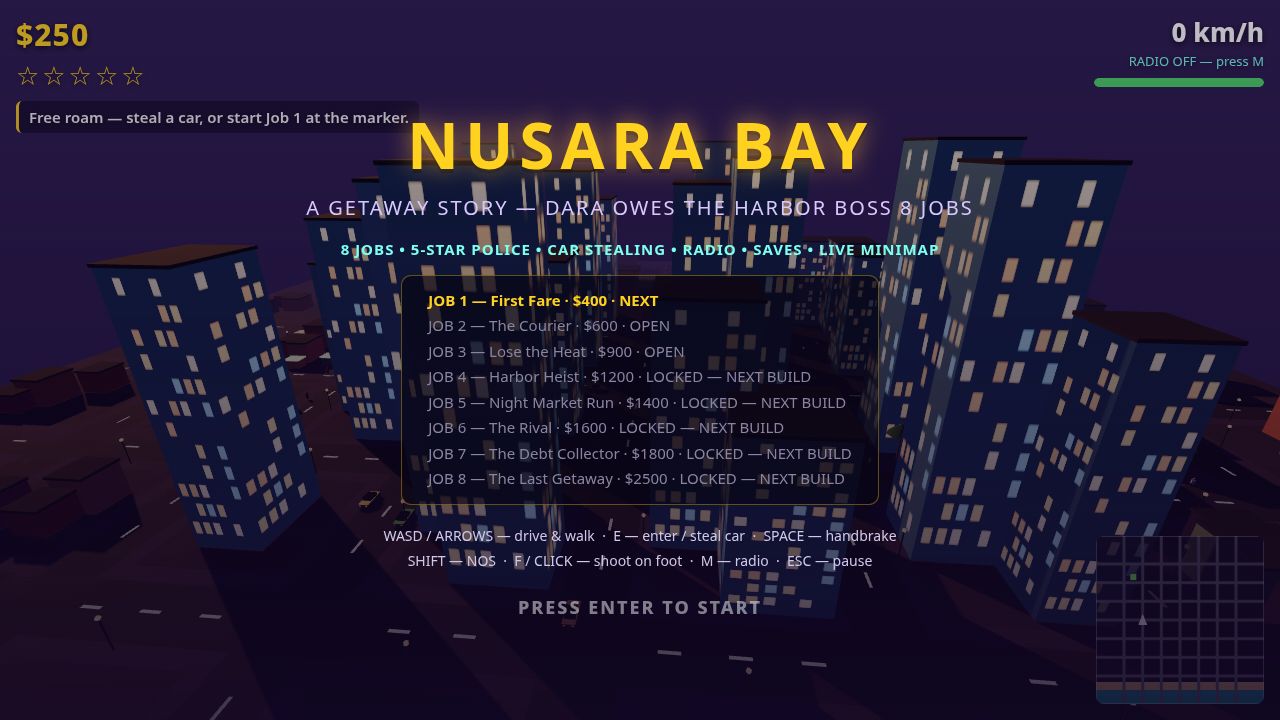 $250
☆☆☆☆☆
Free roam — steal a car, or start Job 1 at the marker.
0 km/h
RADIO OFF — press M
NUSARA BAY
A GETAWAY STORY — DARA OWES THE HARBOR BOSS 8 JOBS
8 JOBS • 5-STAR POLICE • CAR STEALING • RADIO • SAVES • LIVE MINIMAP
JOB 1 — First Fare · $400 · NEXT
JOB 2 — The Courier · $600 · OPEN
JOB 3 — Lose the Heat · $900 · OPEN
JOB 4 — Harbor Heist · $1200 · LOCKED — NEXT BUILD
JOB 5 — Night Market Run · $1400 · LOCKED — NEXT BUILD
JOB 6 — The Rival · $1600 · LOCKED — NEXT BUILD
JOB 7 — The Debt Collector · $1800 · LOCKED — NEXT BUILD
JOB 8 — The Last Getaway · $2500 · LOCKED — NEXT BUILD
WASD / ARROWS — drive & walk · E — enter / steal car · SPACE — handbrake
SHIFT — NOS · F / CLICK — shoot on foot · M — radio · ESC — pause
PRESS ENTER TO START